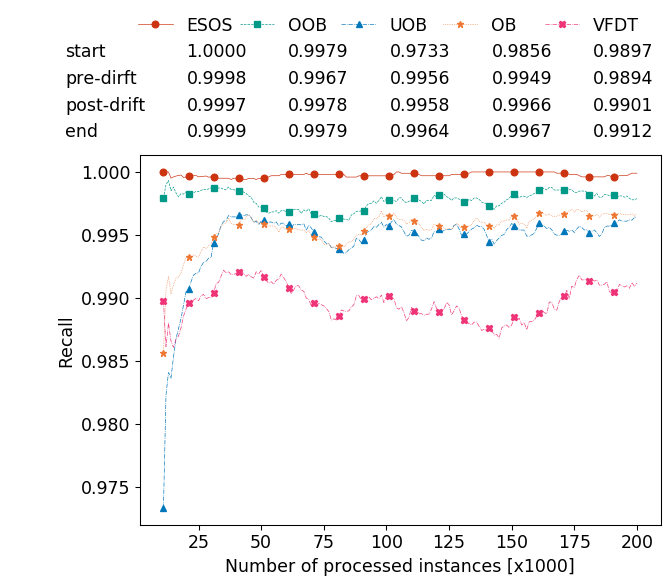 ESOS OOB UOB OB VFDT
start 1.0000 0.9979 0.9733 0.9856 0.9897
pre-dirft 0.9998 0.9967 0.9956 0.9949 0.9894
post-drift 0.9997 0.9978 0.9958 0.9966 0.9901
end 0.9999 0.9979 0.9964 0.9967 0.9912
1.000
0.995
0.990
0.985
0.980
0.975
Recall
25 50 75 100 125 150 175 200
Number of processed instances [x1000]